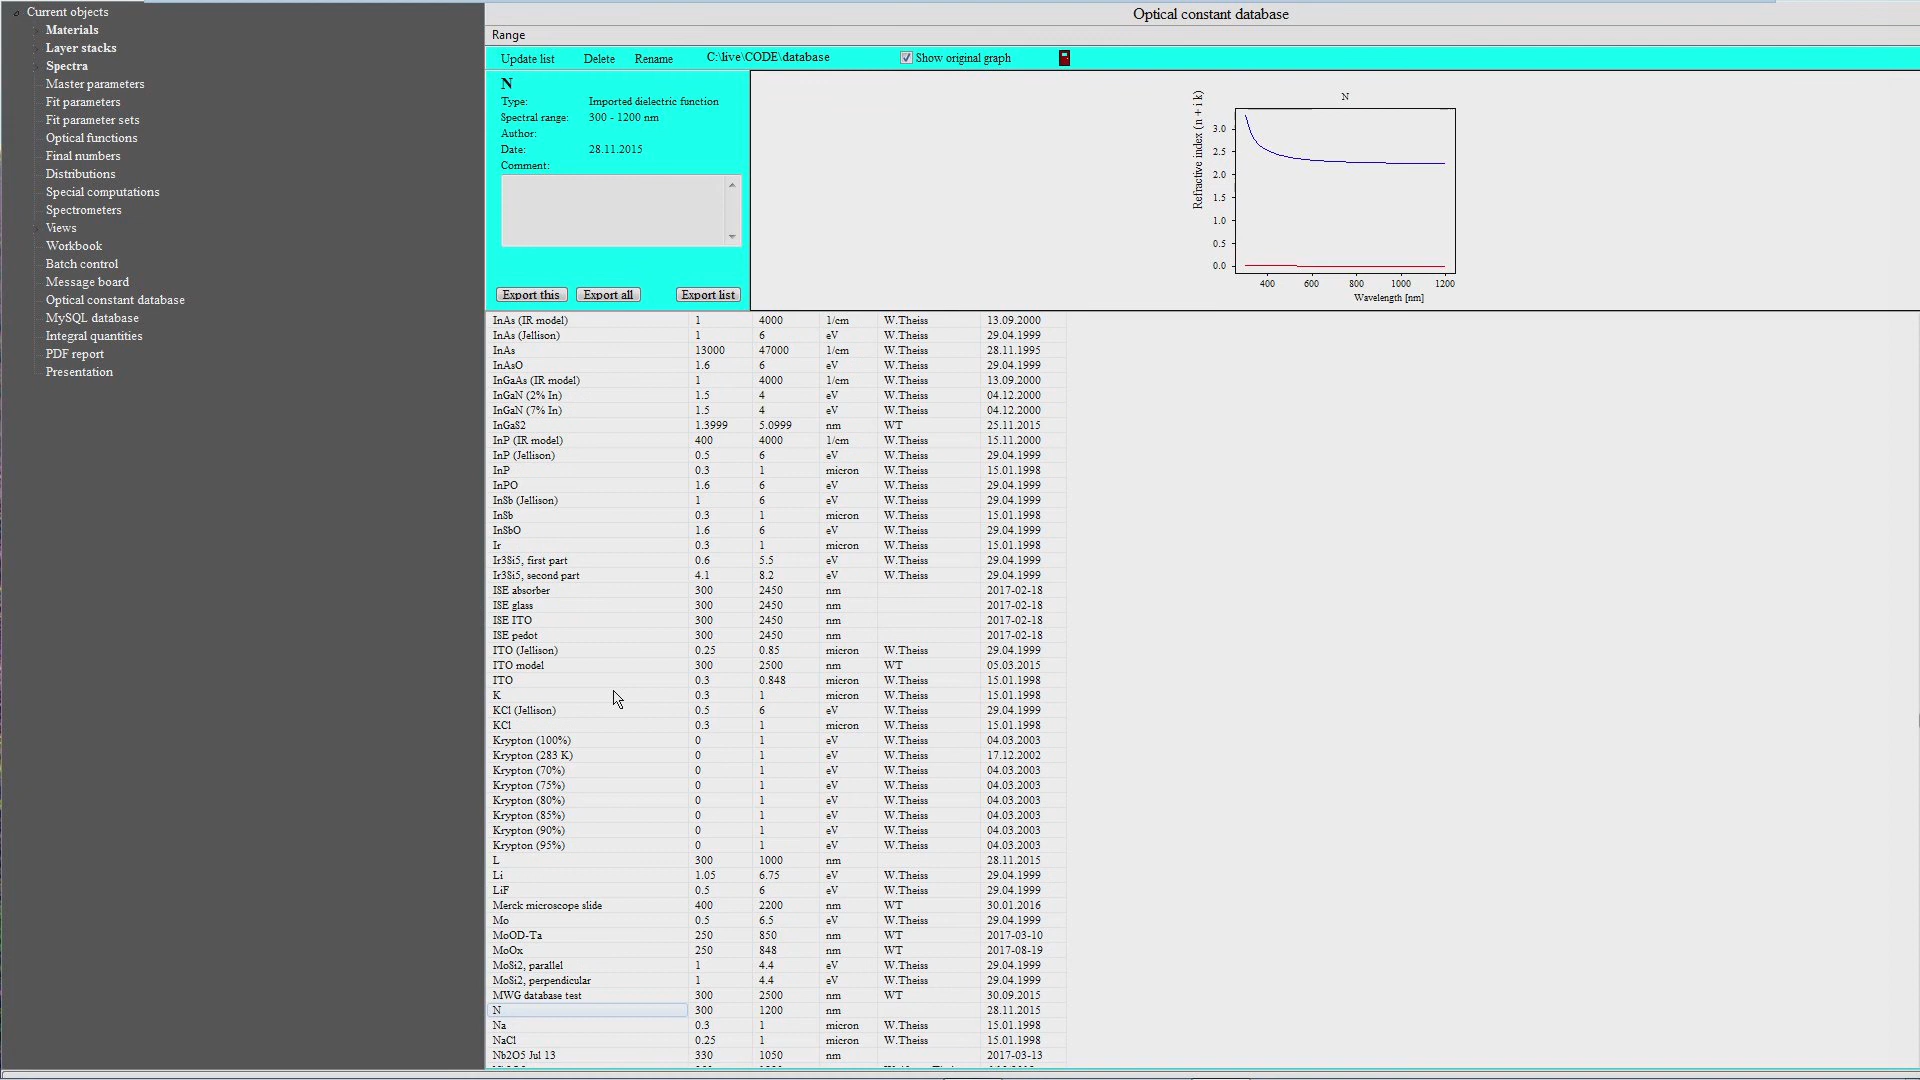 Current objects
Materials
Layer stacks
Spectra
Master parameters
Fit parameters
Fit parameter sets
Optical functions
Final numbers
Distributions
Special computations
Spectrometers
Views
Workbook
Batch control
Message board
Optical constant database
MySQL database
Integral quantities
PDF report
Presentation
Optical constant database
Range
Update list Delete Rename C:\live\CODE\database Show original graph
N
Type: Imported dielectric function
Spectral range: 300 - 1200 nm
Author:
Date: 28.11.2015
Comment:
Export this Export all Export list
N
Refractive index (n + i k)
3.0
2.5
2.0
1.5
1.0
0.5
0.0
400 600 800 1000 1200
Wavelength [nm]
InAs (IR model) 1 4000 1/cm W.Theiss 13.09.2000
InAs (Jellison) 1 6 eV W.Theiss 29.04.1999
InAs 13000 47000 1/cm W.Theiss 28.11.1995
InAsO 1.6 6 eV W.Theiss 29.04.1999
InGaAs (IR model) 1 4000 1/cm W.Theiss 13.09.2000
InGaN (2% In) 1.5 4 eV W.Theiss 04.12.2000
InGaN (7% In) 1.5 4 eV W.Theiss 04.12.2000
InGaS2 1.3999 5.0999 nm WT 25.11.2015
InP (IR model) 400 4000 1/cm W.Theiss 15.11.2000
InP (Jellison) 0.5 6 eV W.Theiss 29.04.1999
InP 0.3 1 micron W.Theiss 15.01.1998
InPO 1.6 6 eV W.Theiss 29.04.1999
InSb (Jellison) 1 6 eV W.Theiss 29.04.1999
InSb 0.3 1 micron W.Theiss 15.01.1998
InSbO 1.6 6 eV W.Theiss 29.04.1999
Ir 0.3 1 micron W.Theiss 15.01.1998
Ir3Si5, first part 0.6 5.5 eV W.Theiss 29.04.1999
Ir3Si5, second part 4.1 8.2 eV W.Theiss 29.04.1999
ISE absorber 300 2450 nm 2017-02-18
ISE glass 300 2450 nm 2017-02-18
ISE ITO 300 2450 nm 2017-02-18
ISE pedot 300 2450 nm 2017-02-18
ITO (Jellison) 0.25 0.85 micron W.Theiss 29.04.1999
ITO model 300 2500 nm WT 05.03.2015
ITO 0.3 0.848 micron W.Theiss 15.01.1998
K 0.3 1 micron W.Theiss 15.01.1998
KCl (Jellison) 0.5 6 eV W.Theiss 29.04.1999
KCl 0.3 1 micron W.Theiss 15.01.1998
Krypton (100%) 0 1 eV W.Theiss 04.03.2003
Krypton (283 K) 0 1 eV W.Theiss 17.12.2002
Krypton (70%) 0 1 eV W.Theiss 04.03.2003
Krypton (75%) 0 1 eV W.Theiss 04.03.2003
Krypton (80%) 0 1 eV W.Theiss 04.03.2003
Krypton (85%) 0 1 eV W.Theiss 04.03.2003
Krypton (90%) 0 1 eV W.Theiss 04.03.2003
Krypton (95%) 0 1 eV W.Theiss 04.03.2003
L 300 1000 nm 28.11.2015
Li 1.05 6.75 eV W.Theiss 29.04.1999
LiF 0.5 6 eV W.Theiss 29.04.1999
Merck microscope slide 400 2200 nm WT 30.01.2016
Mo 0.5 6.5 eV W.Theiss 29.04.1999
MoOD-Ta 250 850 nm WT 2017-03-10
MoOx 250 848 nm WT 2017-08-19
MoSi2, parallel 1 4.4 eV W.Theiss 29.04.1999
MoSi2, perpendicular 1 4.4 eV W.Theiss 29.04.1999
MWG database test 300 2500 nm WT 30.09.2015
N 300 1200 nm 28.11.2015
Na 0.3 1 micron W.Theiss 15.01.1998
NaCl 0.25 1 micron W.Theiss 15.01.1998
Nb2O5 Jul 13 330 1050 nm 2017-03-13